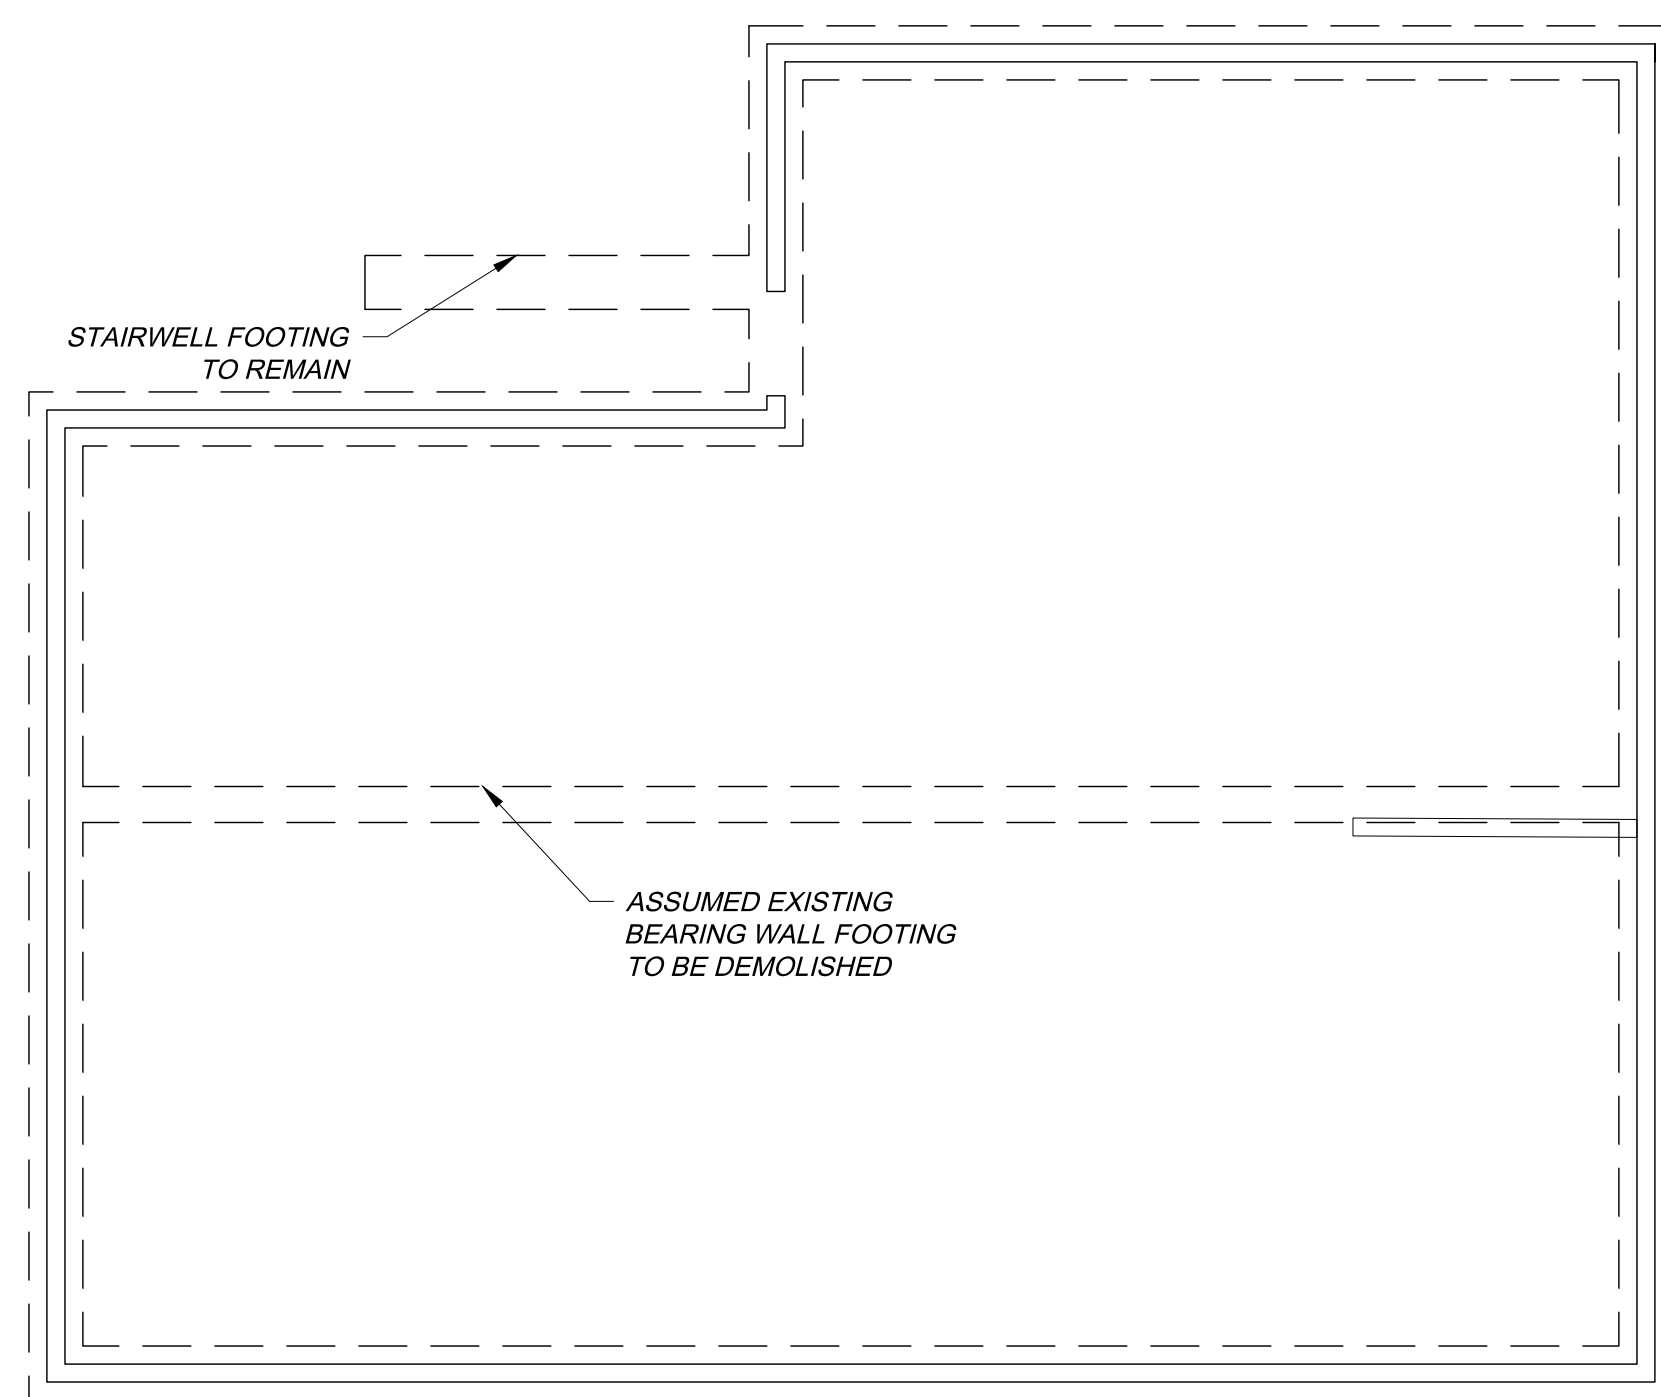 STAIRWELL FOOTING
TO REMAIN
ASSUMED EXISTING
BEARING WALL FOOTING
TO BE DEMOLISHED